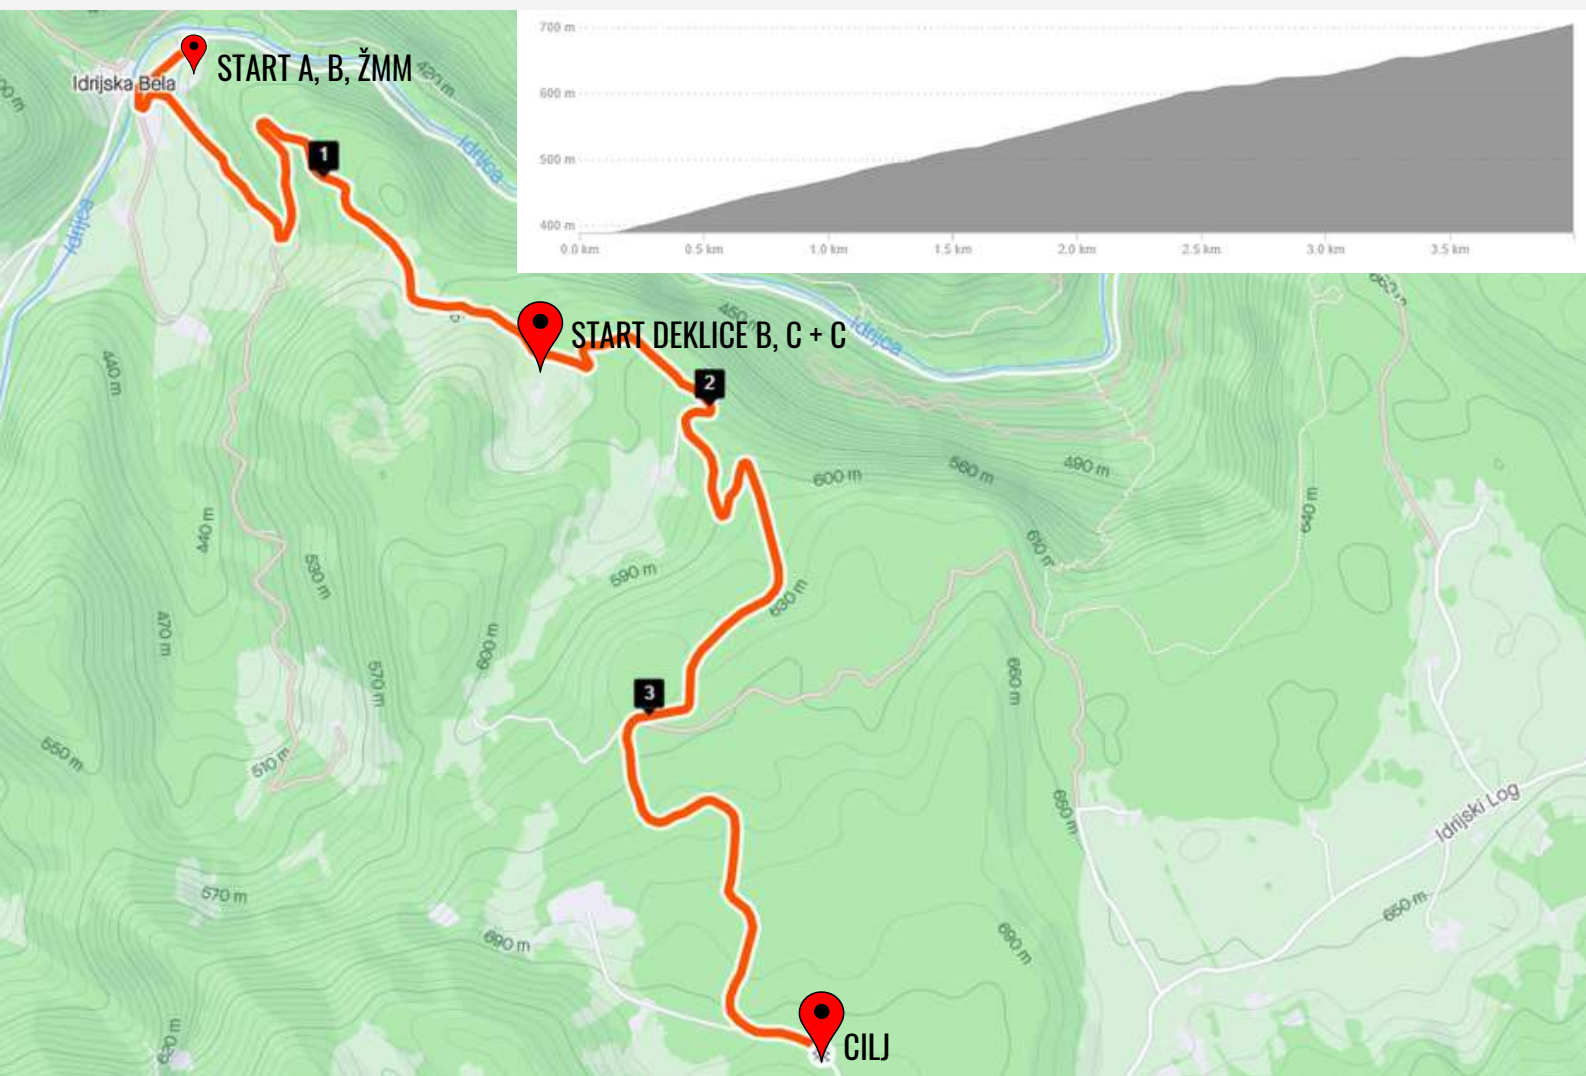 700 m
600 m
500 m
400 m
0.0 km
0.5 km
1.0 km
1.5 km
2.0 km
2.5 km
3.0 km
3.5 km
START A, B, ŽMM
Idrijska Bela
420 m
Idrijca
1
Idrijca
START DEKLICE B, C + C
450 m
Idrijca
440 m
2
600 m
560 m
490 m
440 m
530 m
590 m
630 m
610 m
640 m
470 m
600 m
570 m
660 m
3
550 m
510 m
650 m
Idrijski Log
570 m
690 m
650 m
690 m
620 m
CILJ